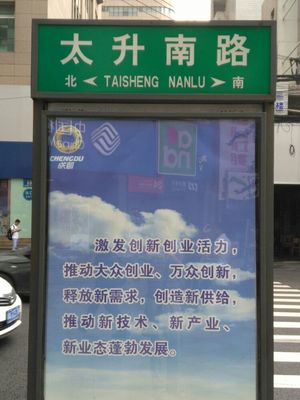 太升南路
北 TAISHENG NANLU 南
CHENGDU
成都
激发创新创业活力，
推动大众创业、万众创新，
释放新需求，创造新供给，
推动新技术、新产业、
新业态蓬勃发展。